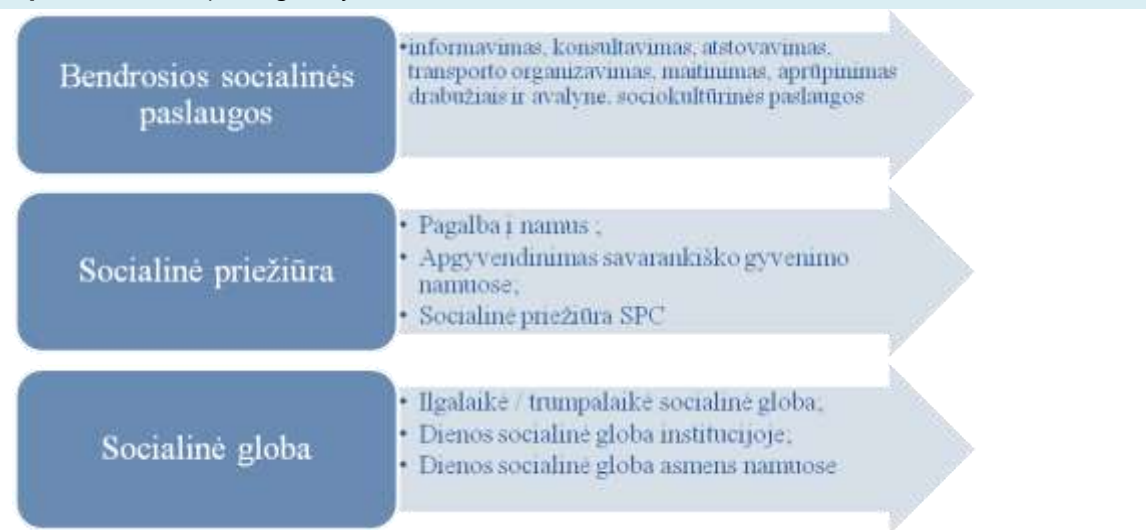 Bendrosios socialinės
paslaugos
•informavimas, konsultavimas, atstovavimas,
transporto organizavimas, maitinimas, aprūpinimas
drabužiais ir avalyne, sociokultūrinės paslaugos
Socialinė priežiūra
• Pagalba į namus ;
• Apgyvendinimas savarankiško gyvenimo
namuose;
• Socialinė priežiūra SPC
Socialinė globa
• Ilgalaikė / trumpalaikė socialinė globa;
• Dienos socialinė globa institucijoje;
• Dienos socialinė globa asmens namuose